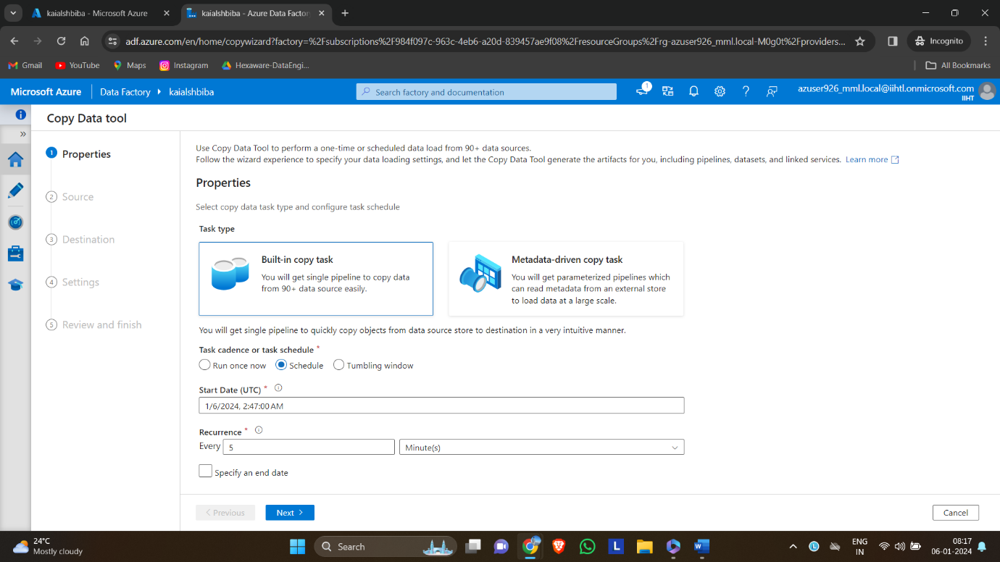 kaialshbiba - Microsoft Azure
kaialshbiba - Azure Data Factor
adf.azure.com/en/home/copywizard?factory=%2Fsubscriptions%2F984f097c-963c-4eb6-a20d-839457ae9f08%2FresourceGroups%2Frg-azuser926_mml.local-M0g0t%2Fproviders...
Incognito
Gmail
YouTube
Maps
Instagram
Hexaware-DataEngi...
All Bookmarks
Microsoft Azure
Data Factory
kaialshbiba
Search factory and documentation
1
azuser926_mml.local@iihtl.onmicrosoft.com
IIHT
Copy Data tool
1 Properties
2 Source
3 Destination
4 Settings
5 Review and finish
Use Copy Data Tool to perform a one-time or scheduled data load from 90+ data sources.
Follow the wizard experience to specify your data loading settings, and let the Copy Data Tool generate the artifacts for you, including pipelines, datasets, and linked services. Learn more
Properties
Select copy data task type and configure task schedule
Task type
Built-in copy task
You will get single pipeline to copy data
from 90+ data source easily.
Metadata-driven copy task
You will get parameterized pipelines which
can read metadata from an external store
to load data at a large scale.
You will get single pipeline to quickly copy objects from data source store to destination in a very intuitive manner.
Task cadence or task schedule *
Run once now
Schedule
Tumbling window
Start Date (UTC) *
1/6/2024, 2:47:00 AM
Recurrence *
Every 5 Minute(s)
Specify an end date
Previous
Next
Cancel
24°C
Mostly cloudy
Search
L
W
L
ENG
IN
08:17
06-01-2024